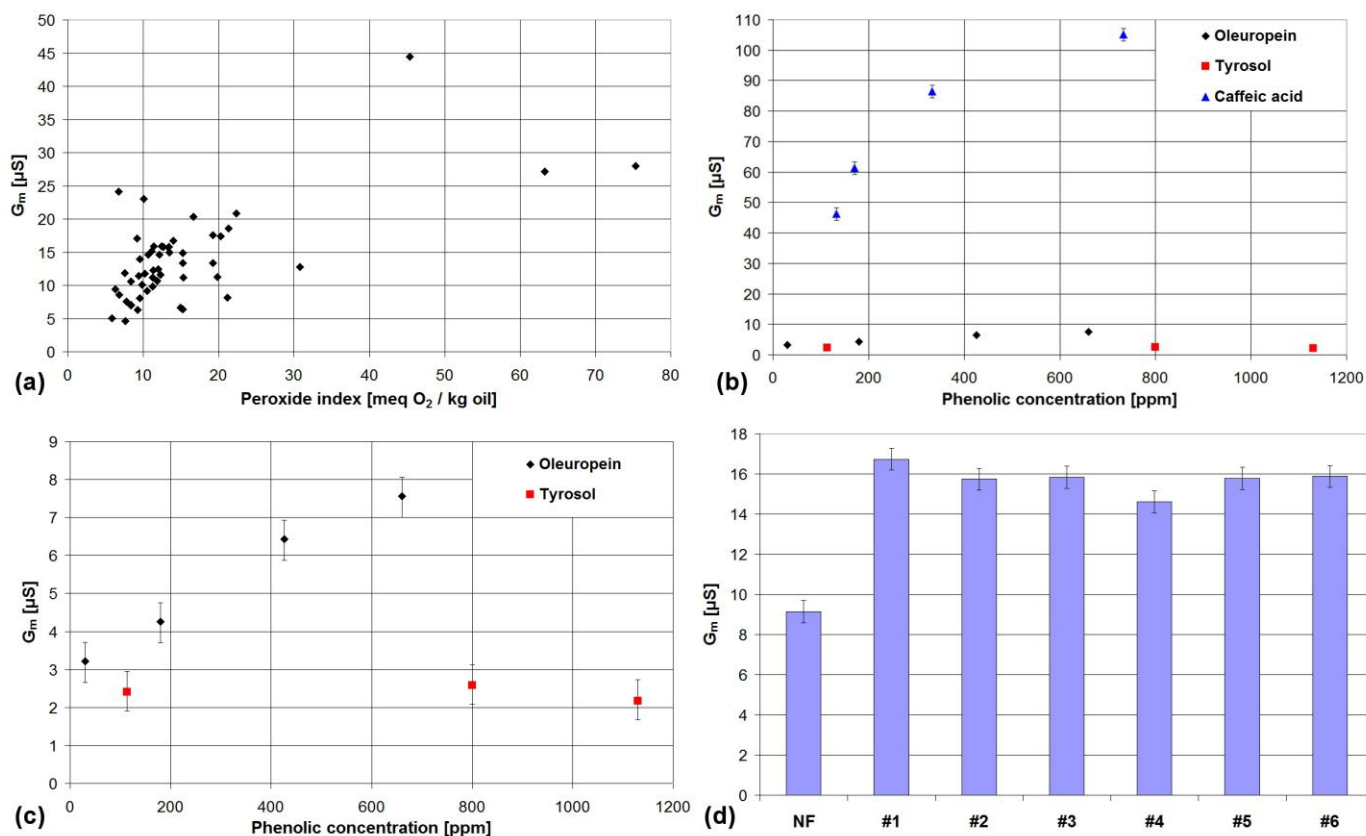 50
45
40
35
30
25
20
15
10
5
0
Gₘ [µS]
0 10 20 30 40 50 60 70 80
Peroxide index [meq O₂ / kg oil]
(a)
110
100
90
80
70
60
50
40
30
20
10
0
Gₘ [µS]
Oleuropein
Tyrosol
Caffeic acid
0 200 400 600 800 1000 1200
Phenolic concentration [ppm]
(b)
9
8
7
6
5
4
3
2
1
0
Gₘ [µS]
Oleuropein
Tyrosol
0 200 400 600 800 1000 1200
Phenolic concentration [ppm]
(c)
18
16
14
12
10
8
6
4
2
0
Gₘ [µS]
NF #1 #2 #3 #4 #5 #6
(d)